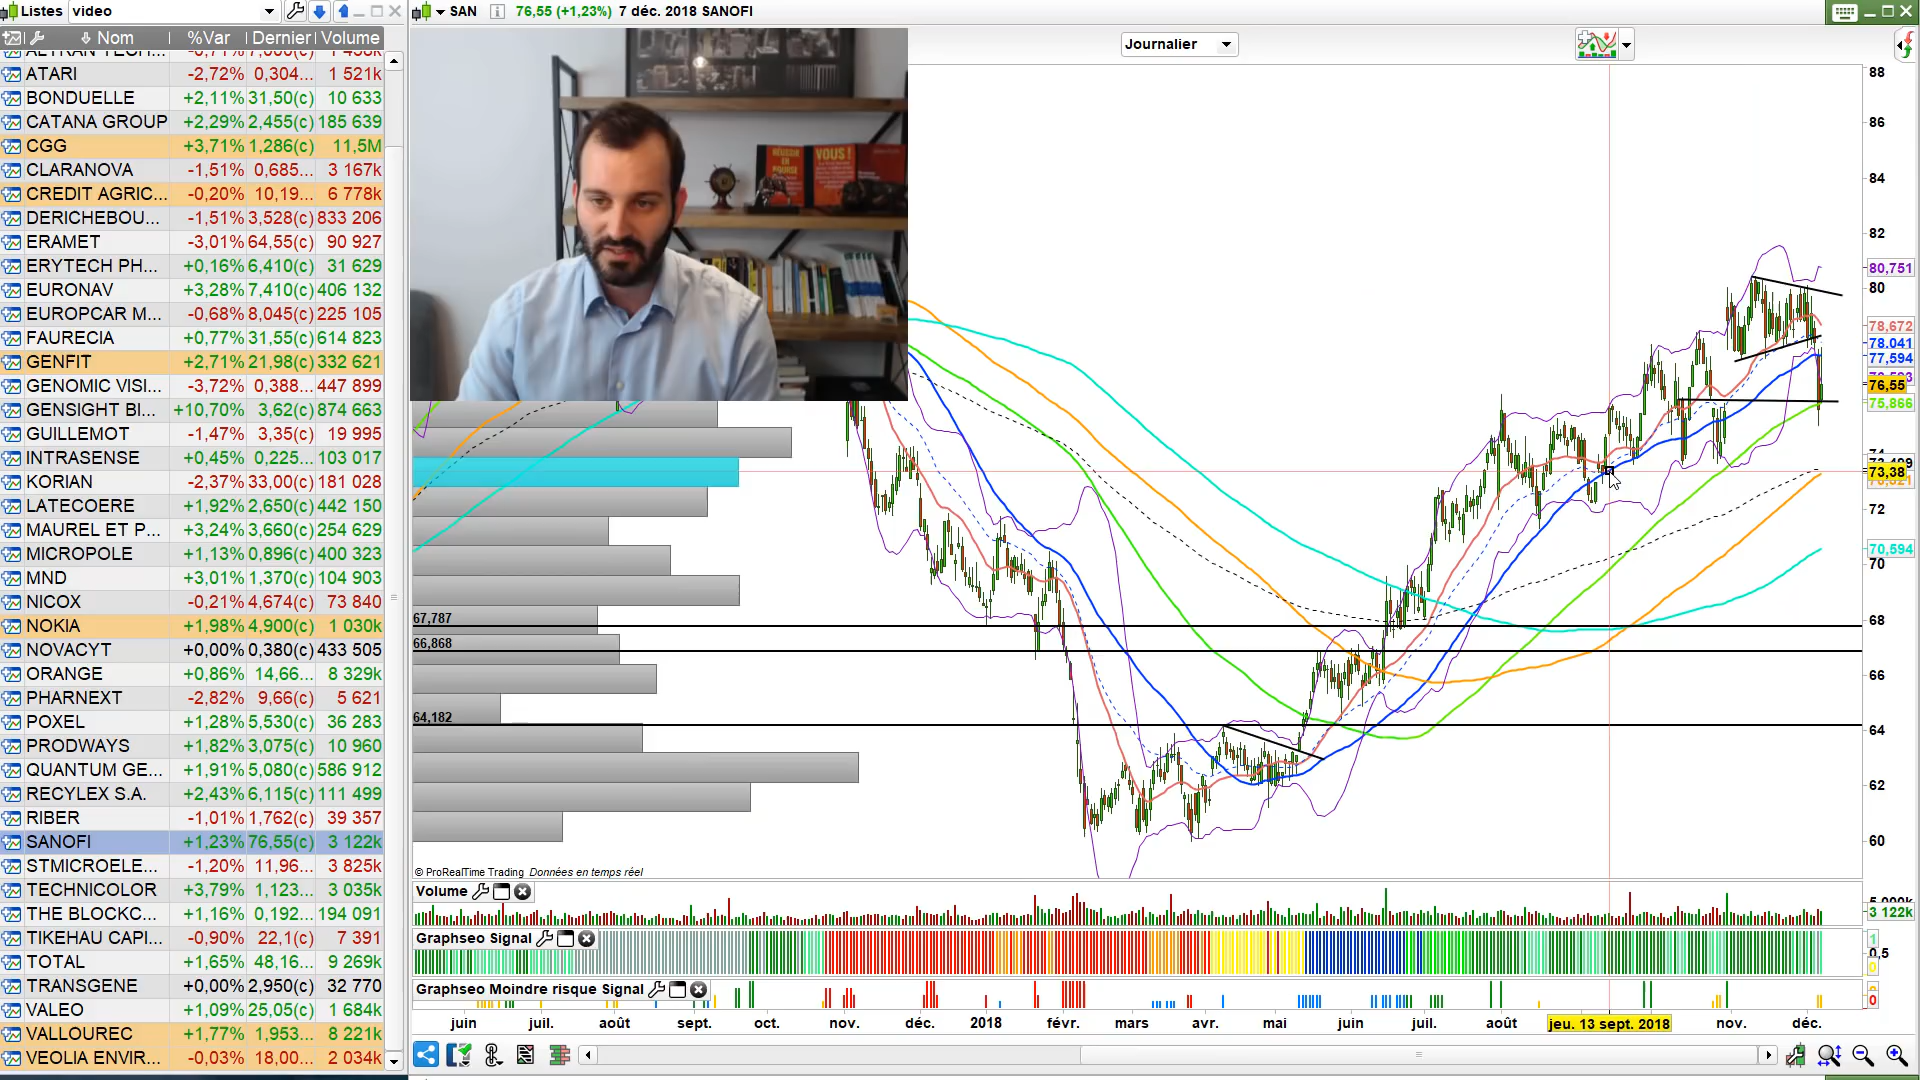 Listes video
SAN 76,55 (+1,23%) 7 déc. 2018 SANOFI
Nom %Var Dernier Volume
Journalier
ALTRAN TECH...
ATARI -2,72% 0,304... 1 521k
BONDUELLE +2,11% 31,50(c) 10 633
CATANA GROUP +2,29% 2,455(c) 185 639
CGG +3,71% 1,286(c) 11,5M
CLARANOVA -1,51% 0,685... 3 167k
CREDIT AGRIC... -0,20% 10,19... 6 778k
DERICHEBOU... -1,51% 3,528(c) 833 206
ERAMET -3,01% 64,55(c) 90 927
ERYTECH PH... +0,16% 6,410(c) 31 629
EURONAV +3,28% 7,410(c) 406 132
EUROPCAR M... -0,68% 8,045(c) 225 105
FAURECIA +0,77% 31,55(c) 614 823
GENFIT +2,71% 21,98(c) 332 621
GENOMIC VISI... -3,72% 0,388... 447 899
GENSIGHT BI... +10,70% 3,62(c) 874 663
GUILLEMOT -1,47% 3,35(c) 19 995
INTRASENSE +0,45% 0,225... 103 017
KORIAN -2,37% 33,00(c) 181 028
LATECOERE +1,92% 2,650(c) 442 150
MAUREL ET P... +3,24% 3,660(c) 254 629
MICROPOLE +1,13% 0,896(c) 400 323
MND +3,01% 1,370(c) 104 903
NICOX -0,21% 4,674(c) 73 840
NOKIA +1,98% 4,900(c) 1 030k
NOVACYT +0,00% 0,380(c) 433 505
ORANGE +0,86% 14,66... 8 329k
PHARNEXT -2,82% 9,66(c) 5 621
POXEL +1,28% 5,530(c) 36 283
PRODWAYS +1,82% 3,075(c) 10 960
QUANTUM GE... +1,91% 5,080(c) 586 912
RECYLEX S.A. +2,43% 6,115(c) 111 499
RIBER -1,01% 1,762(c) 39 357
SANOFI +1,23% 76,55(c) 3 122k
STMICROELE... -1,20% 11,96... 3 825k
TECHNICOLOR +3,79% 1,123... 3 035k
THE BLOCKC... +1,16% 0,192... 194 091
TIKEHAU CAPI... -0,90% 22,1(c) 7 391
TOTAL +1,65% 48,16... 9 269k
TRANSGENE +0,00% 2,950(c) 32 770
VALEO +1,09% 25,05(c) 1 684k
VALLOUREC +1,77% 1,953... 8 221k
VEOLIA ENVIR... -0,03% 18,00... 2 034k
RÉUSSIR
EN
BOURSE
VOUS !
88
86
84
82
80,751
80
78,672
78,041
77,594
76,55
75,866
73,38
72
70,594
70
68
66
64
62
60
67,787
66,868
64,182
© ProRealTime Trading Données en temps réel
Volume
3 122k
Graphseo Signal
1
0,5
0
Graphseo Moindre risque Signal
0
juin juil. août sept. oct. nov. déc. 2018 févr. mars avr. mai juin juil. août jeu. 13 sept. 2018 nov. déc.